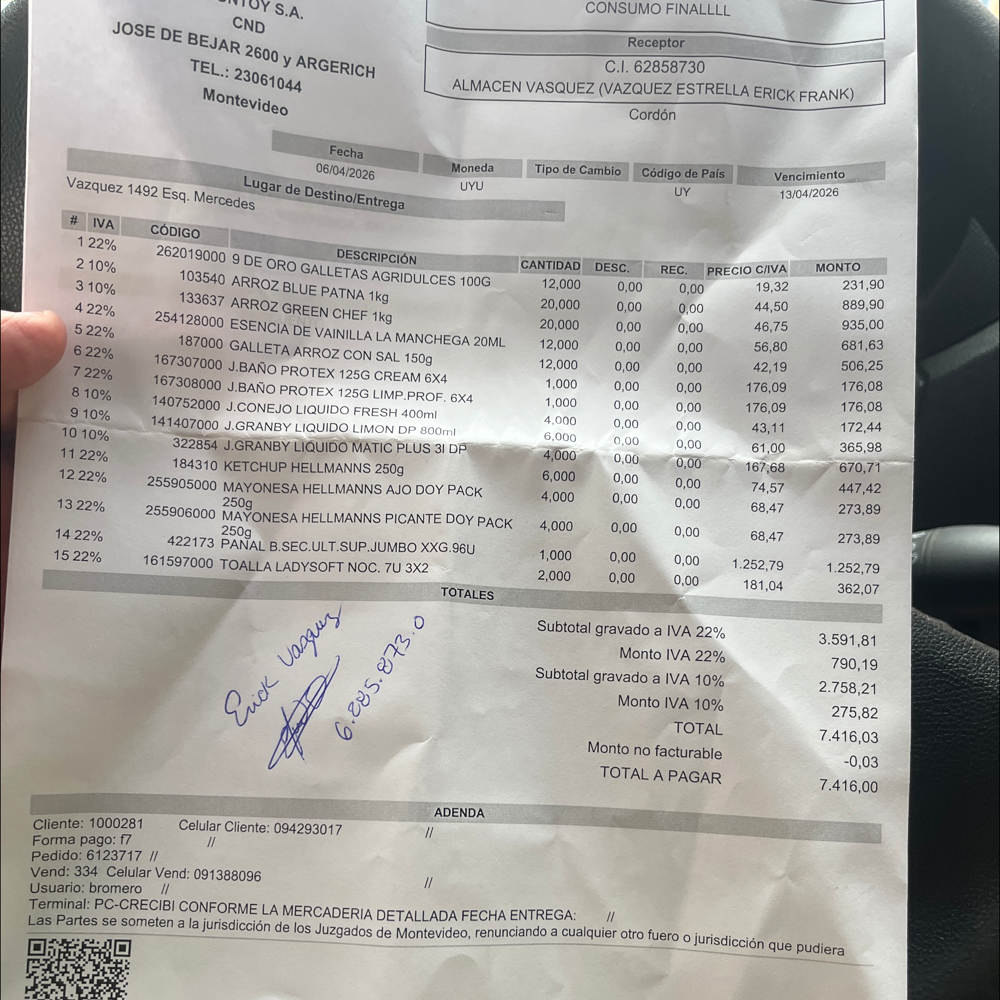 S.A.
CND
JOSE DE BEJAR 2600 y ARGERICH
TEL.: 23061044
Montevideo
CONSUMO FINALLLL
Receptor
C.I. 62858730
ALMACEN VASQUEZ (VAZQUEZ ESTRELLA ERICK FRANK)
Cordón
Fecha Moneda Tipo de Cambio Código de País Vencimiento
06/04/2026 UYU UY 13/04/2026
Lugar de Destino/Entrega
Vazquez 1492 Esq. Mercedes
# IVA CÓDIGO DESCRIPCIÓN CANTIDAD DESC. REC. PRECIO C/IVA MONTO
1 22% 262019000 9 DE ORO GALLETAS AGRIDULCES 100G 12,000 0,00 0,00 19,32 231,90
2 10% 103540 ARROZ BLUE PATNA 1kg 20,000 0,00 0,00 44,50 889,90
3 10% 133637 ARROZ GREEN CHEF 1kg 20,000 0,00 0,00 46,75 935,00
4 22% 254128000 ESENCIA DE VAINILLA LA MANCHEGA 20ML 12,000 0,00 0,00 56,80 681,63
5 22% 187000 GALLETA ARROZ CON SAL 150g 12,000 0,00 0,00 42,19 506,25
6 22% 167307000 J.BAÑO PROTEX 125G CREAM 6X4 1,000 0,00 0,00 176,09 176,08
7 22% 167308000 J.BAÑO PROTEX 125G LIMP.PROF. 6X4 1,000 0,00 0,00 176,09 176,08
8 10% 140752000 J.CONEJO LIQUIDO FRESH 400ml 4,000 0,00 0,00 43,11 172,44
9 10% 141407000 J.GRANBY LIQUIDO LIMON DP 800ml 6,000 0,00 0,00 61,00 365,98
10 10% 322854 J.GRANBY LIQUIDO MATIC PLUS 3l DP 4,000 0,00 0,00 167,68 670,71
11 22% 184310 KETCHUP HELLMANNS 250g 6,000 0,00 0,00 74,57 447,42
12 22% 255905000 MAYONESA HELLMANNS AJO DOY PACK 4,000 0,00 0,00 68,47 273,89
250g
13 22% 255906000 MAYONESA HELLMANNS PICANTE DOY PACK 4,000 0,00 0,00 68,47 273,89
250g
14 22% 422173 PAÑAL B.SEC.ULT.SUP.JUMBO XXG.96U 1,000 0,00 0,00 1.252,79 1.252,79
15 22% 161597000 TOALLA LADYSOFT NOC. 7U 3X2 2,000 0,00 0,00 181,04 362,07
TOTALES
Subtotal gravado a IVA 22% 3.591,81
Monto IVA 22% 790,19
Subtotal gravado a IVA 10% 2.758,21
Monto IVA 10% 275,82
TOTAL 7.416,03
Monto no facturable -0,03
TOTAL A PAGAR 7.416,00
Erick Vasquez
6.285.873.0
ADENDA
Cliente: 1000281 Celular Cliente: 094293017 //
Forma pago: f7 //
Pedido: 6123717 //
Vend: 334 Celular Vend: 091388096 //
Usuario: bromero //
Terminal: PC-CRECIBI CONFORME LA MERCADERIA DETALLADA FECHA ENTREGA: //
Las Partes se someten a la jurisdicción de los Juzgados de Montevideo, renunciando a cualquier otro fuero o jurisdicción que pudiera